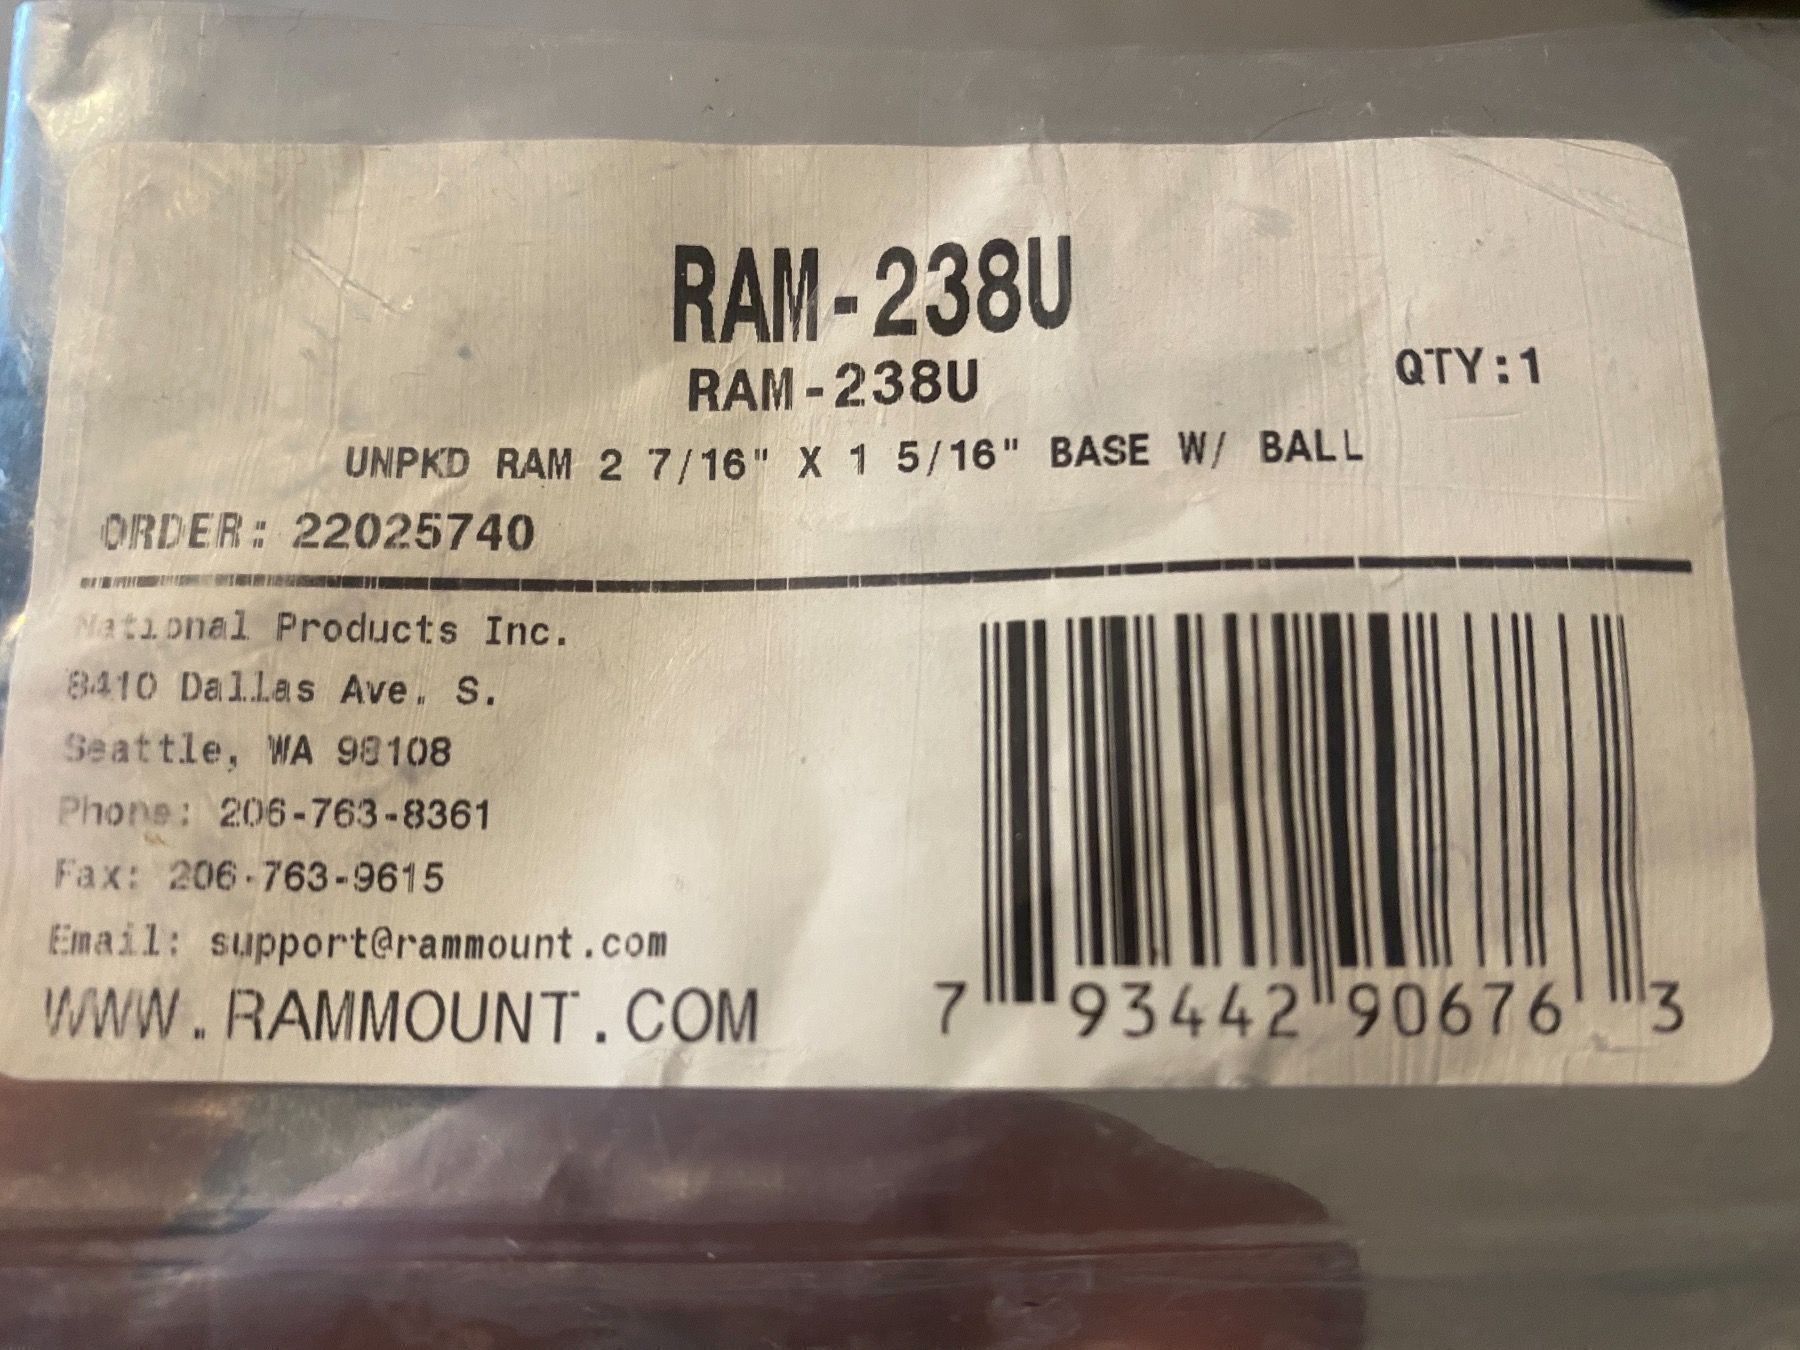 RAM-238U
RAM-238U
QTY:1
UNPKD RAM 2 7/16" X 1 5/16" BASE W/ BALL
ORDER: 22025740
National Products Inc.
8410 Dallas Ave. S.
Seattle, WA 98108
Phone: 206-763-8361
Fax: 206-763-9615
Email: support@rammount.com
WWW.RAMMOUNT.COM
7 93442 90676 3